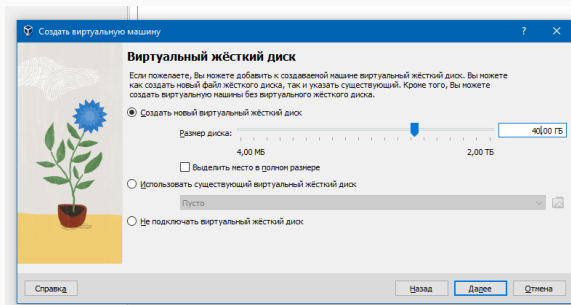 Создать виртуальную машину
Виртуальный жёсткий диск
Если пожелаете, Вы можете добавить к создаваемой машине виртуальный жёсткий диск. Вы можете
как создать новый файл жёсткого диска, так и указать существующий. Кроме того, Вы можете
создать виртуальную машины без виртуального жёсткого диска.
Создать новый виртуальный жёсткий диск
Размер диска:
40,00 ГБ
4,00 МБ
2,00 ТБ
Выделить место в полном размере
Использовать существующий виртуальный жёсткий диск
Пусто
Не подключать виртуальный жёсткий диск
Справка
Назад
Далее
Отмена